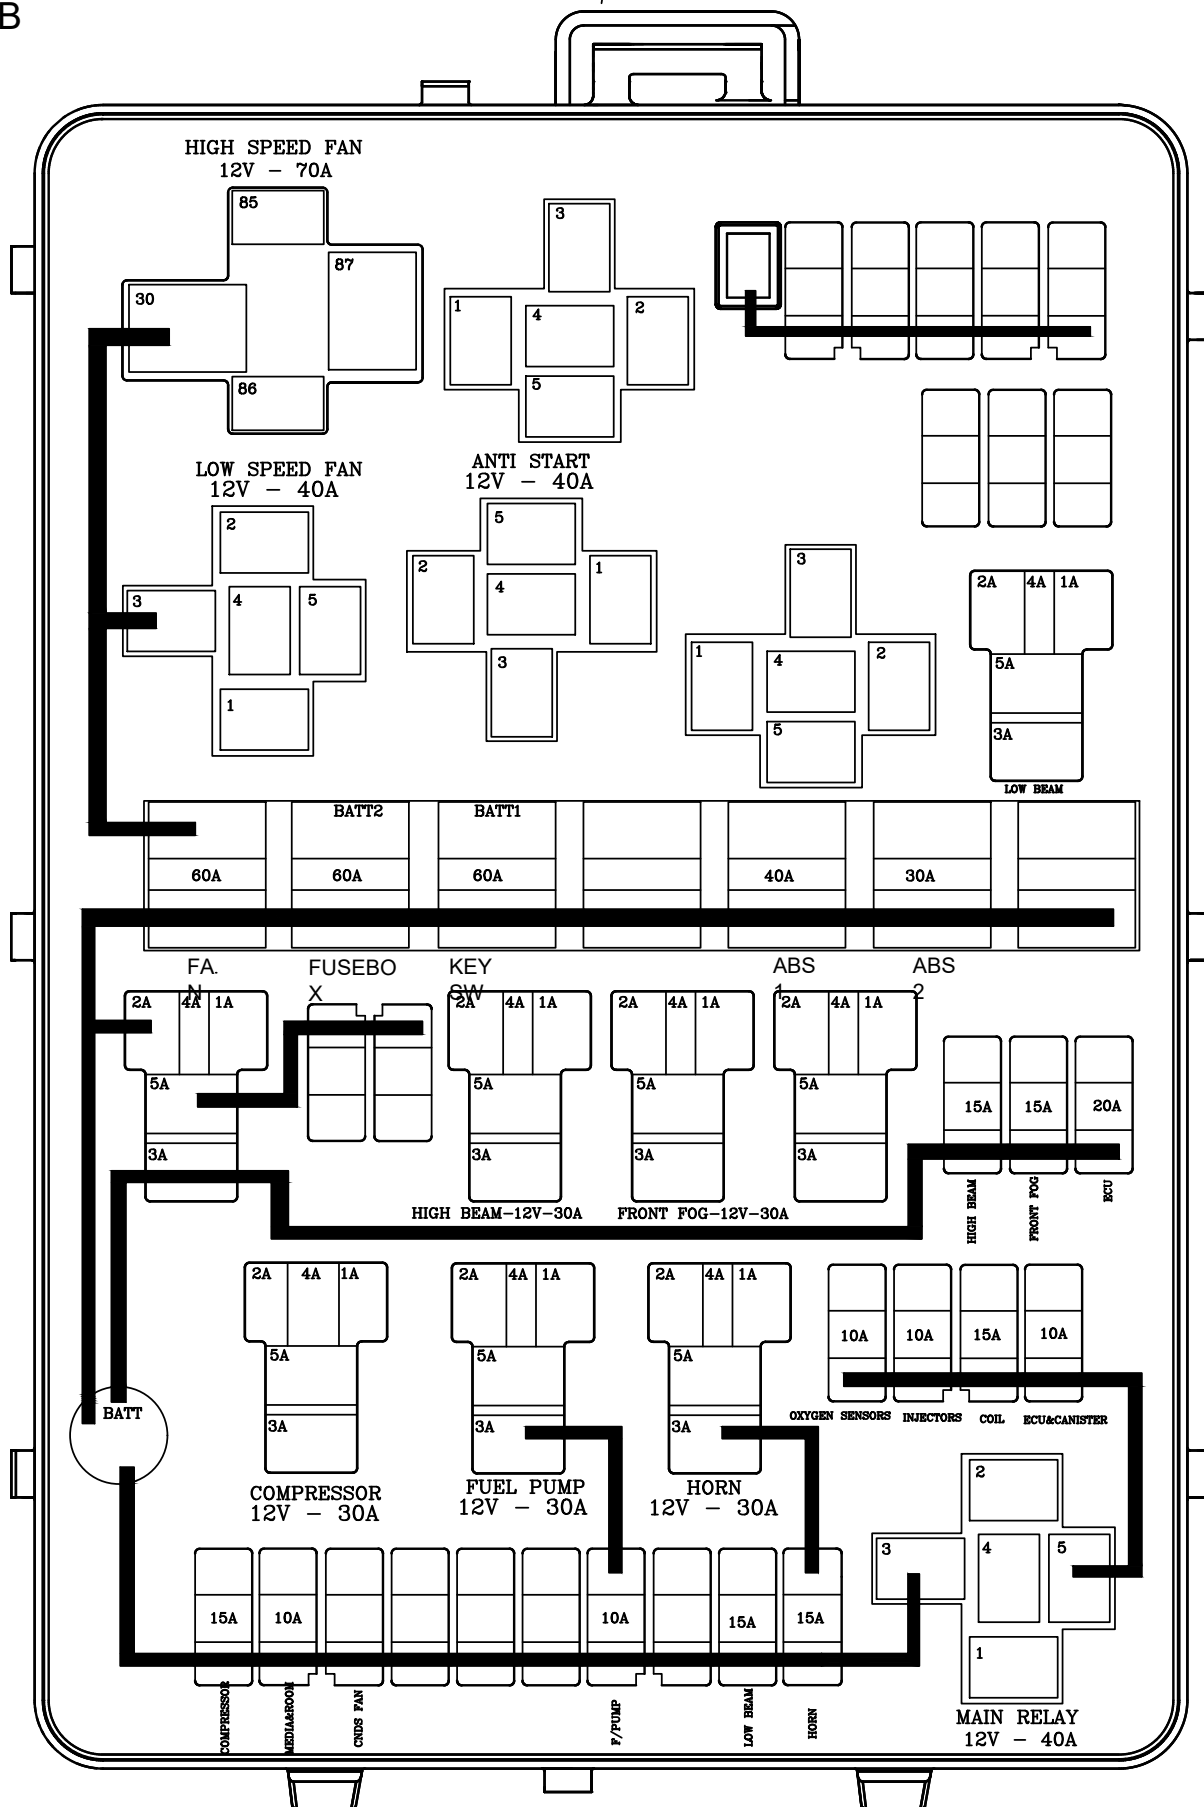 B
HIGH SPEED FAN
12V - 70A
85
87
30
86
3
1
4
2
5
LOW SPEED FAN
12V - 40A
2
3
4
5
1
ANTI START
12V - 40A
5
2
4
1
3
3
1
4
2
5
2A 4A 1A
5A
3A
LOW BEAM
BATT2
BATT1
60A
60A
60A
40A
30A
FA.
N
FUSEBO
X
KEY
SW
ABS
1
ABS
2
2A 4A 1A
5A
3A
2A 4A 1A
5A
3A
HIGH BEAM-12V-30A
2A 4A 1A
5A
3A
FRONT FOG-12V-30A
2A 4A 1A
5A
3A
15A
15A
20A
HIGH BEAM
FRONT FOG
ECU
BATT
2A 4A 1A
5A
3A
COMPRESSOR
12V - 30A
2A 4A 1A
5A
3A
FUEL PUMP
12V - 30A
2A 4A 1A
5A
3A
HORN
12V - 30A
10A
10A
15A
10A
OXYGEN SENSORS
INJECTORS
COIL
ECU&CANISTER
2
3
4
5
1
MAIN RELAY
12V - 40A
15A
10A
10A
15A
15A
COMPRESSOR
MEDIA&ROOM
CNDS FAN
F/PUMP
LOW BEAM
HORN